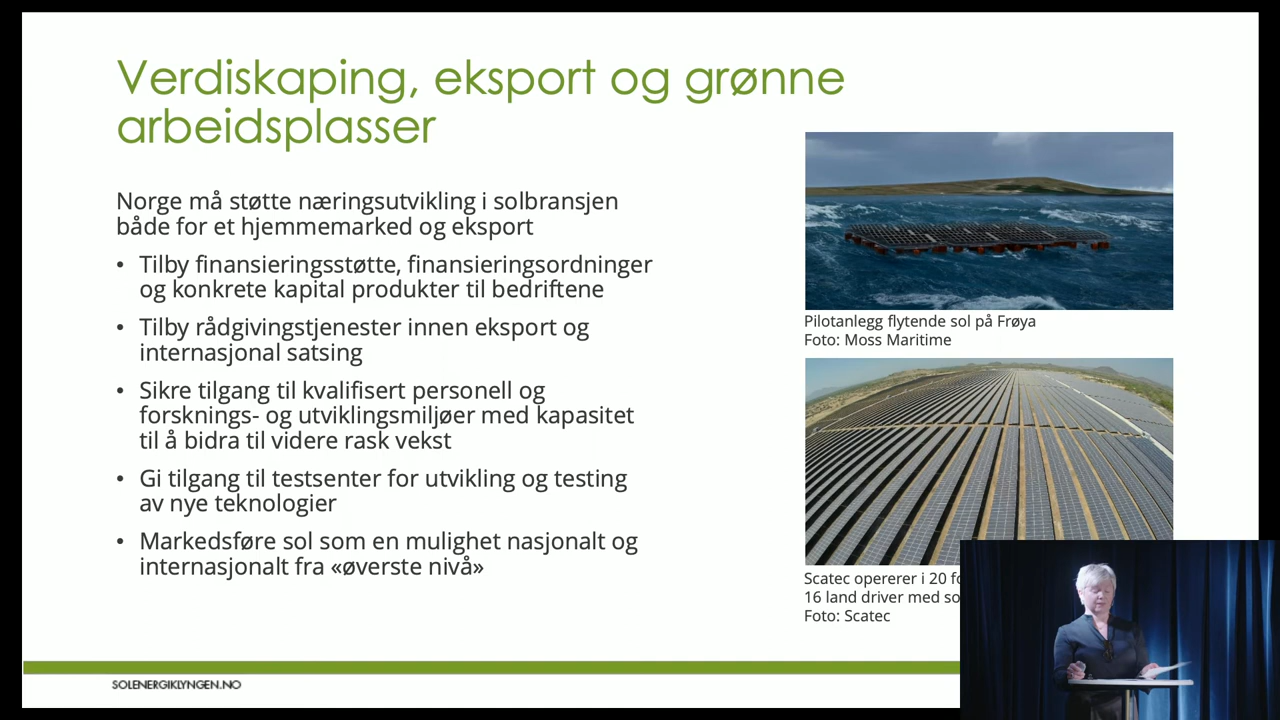 Verdiskaping, eksport og grønne
arbeidsplasser
Norge må støtte næringsutvikling i solbransjen
både for et hjemmemarked og eksport
• Tilby finansieringsstøtte, finansieringsordninger
og konkrete kapital produkter til bedriftene
• Tilby rådgivingstjenester innen eksport og
internasjonal satsing
• Sikre tilgang til kvalifisert personell og
forsknings- og utviklingsmiljøer med kapasitet
til å bidra til videre rask vekst
• Gi tilgang til testsenter for utvikling og testing
av nye teknologier
• Markedsføre sol som en mulighet nasjonalt og
internasjonalt fra «øverste nivå»
Pilotanlegg flytende sol på Frøya
Foto: Moss Maritime
Scatec opererer i 20
16 land driver med
Foto: Scatec
SOLENERGIKLYNGEN.NO